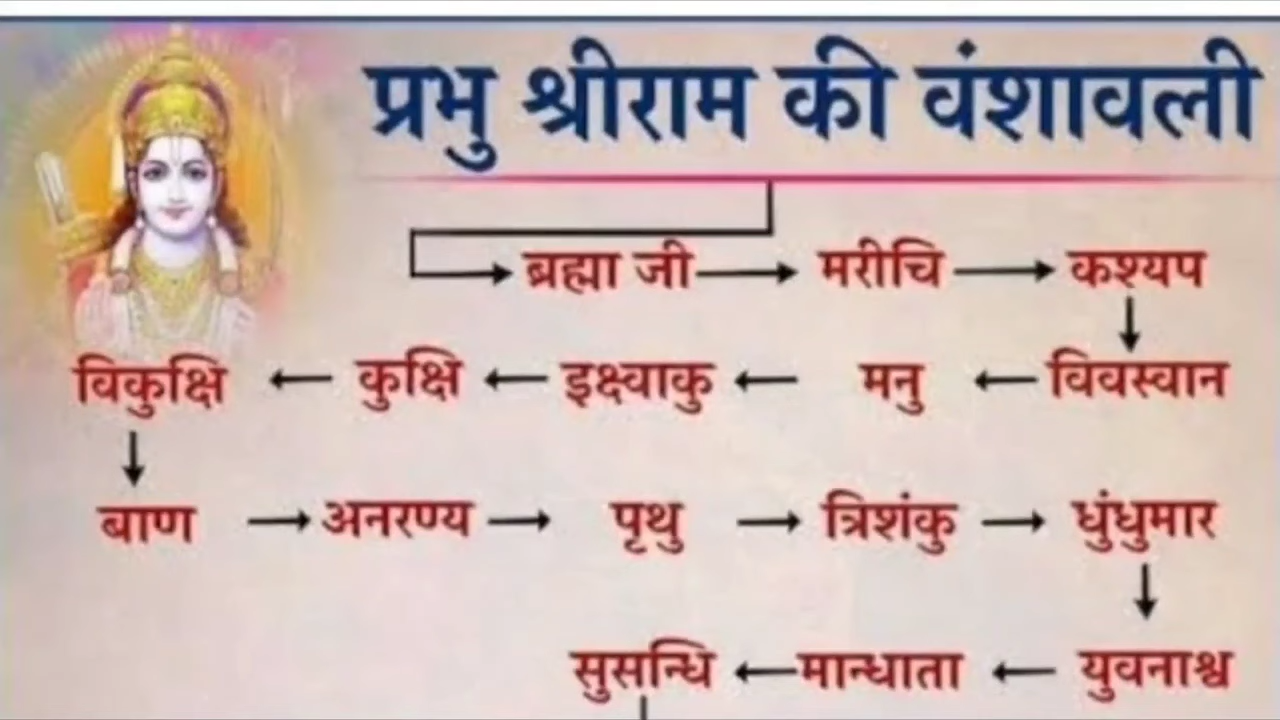 प्रभु श्रीराम की वंशावली
ब्रह्मा जी मरीचि कश्यप
विकुक्षि कुक्षि इक्ष्वाकु मनु विवस्वान
बाण अनरण्य पृथु त्रिशंकु धुंधुमार
सुसन्धि मान्धाता युवनाश्व